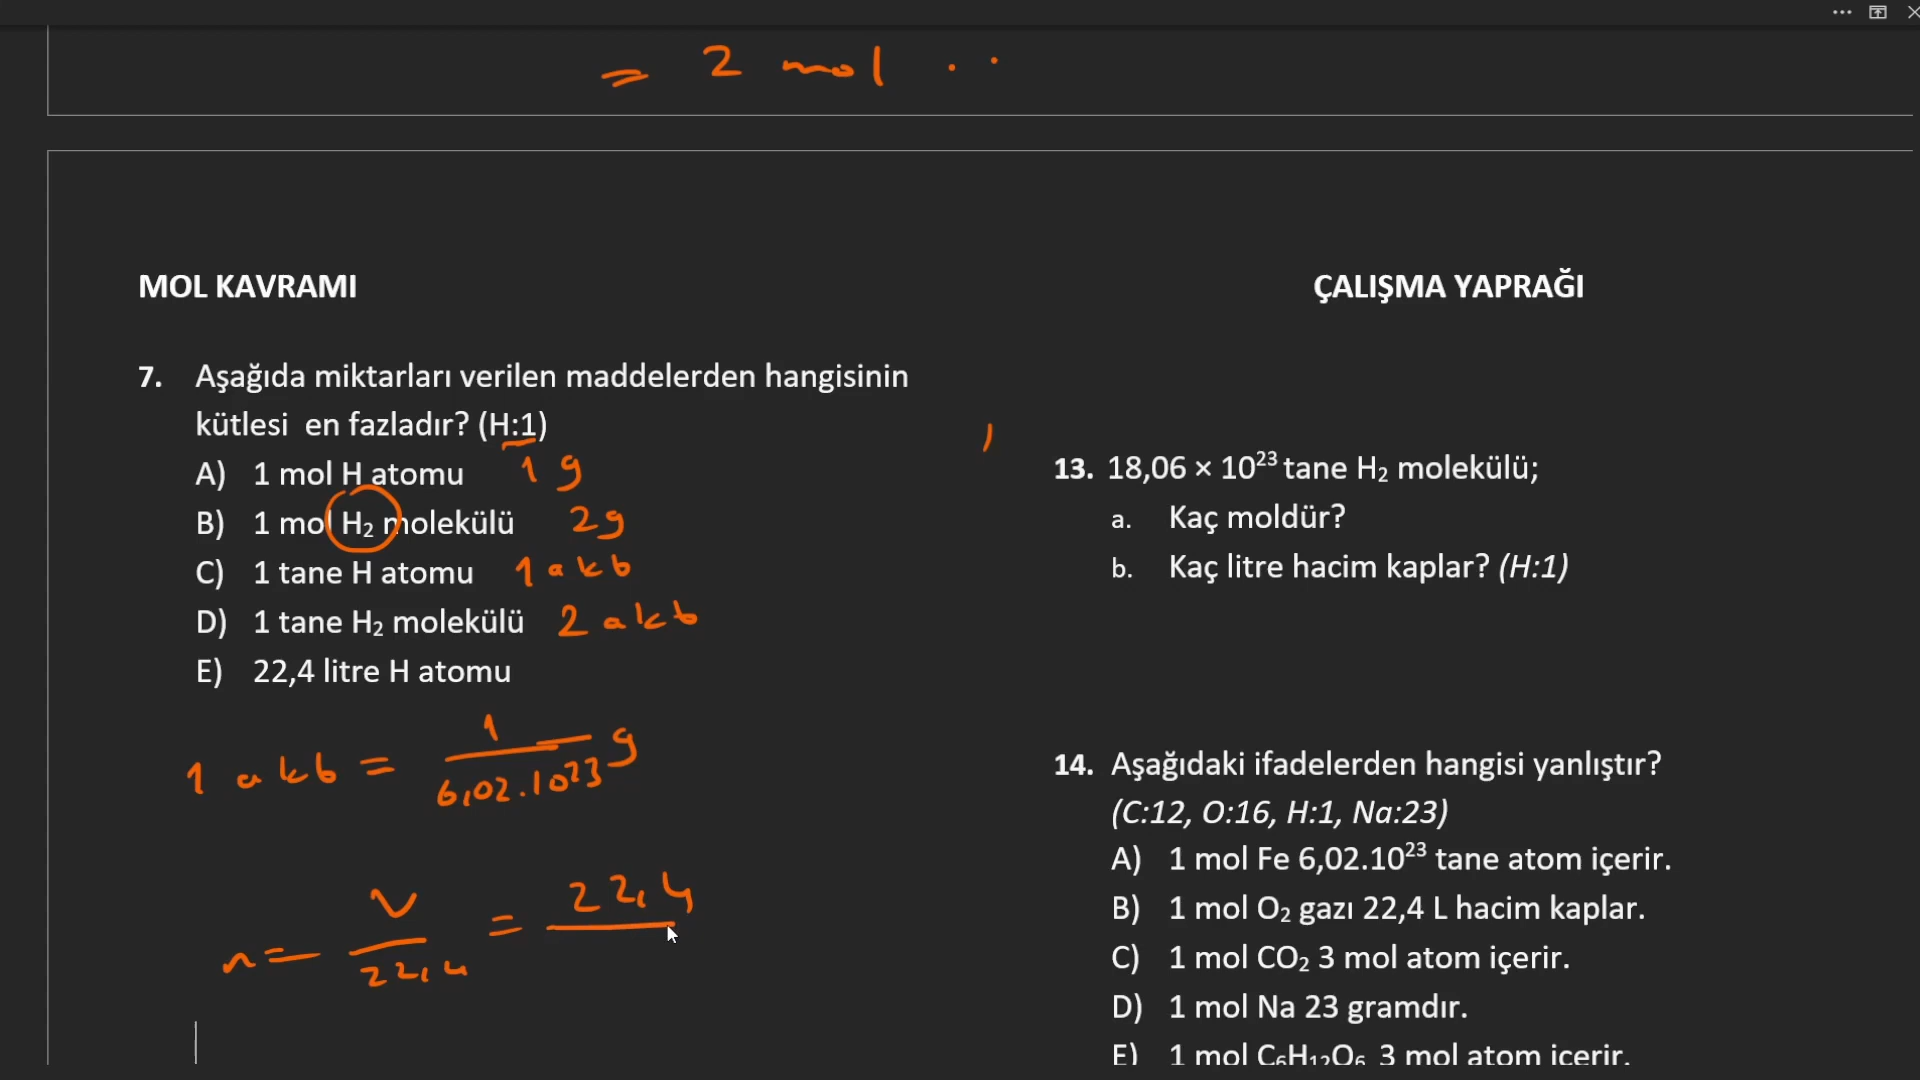 = 2 mol ..
MOL KAVRAMI
ÇALIŞMA YAPRAĞI
7. Aşağıda miktarları verilen maddelerden hangisinin
kütlesi en fazladır? (H:1)
A) 1 mol H atomu 1 g
B) 1 mol H₂ molekülü 2g
C) 1 tane H atomu 1 akb
D) 1 tane H₂ molekülü 2 akb
E) 22,4 litre H atomu
1 akb = 1 / 6,02.10²³ g
n = V / 22,4 = 22,4
13. 18,06 × 10²³ tane H₂ molekülü;
a. Kaç moldür?
b. Kaç litre hacim kaplar? (H:1)
14. Aşağıdaki ifadelerden hangisi yanlıştır?
(C:12, O:16, H:1, Na:23)
A) 1 mol Fe 6,02.10²³ tane atom içerir.
B) 1 mol O₂ gazı 22,4 L hacim kaplar.
C) 1 mol CO₂ 3 mol atom içerir.
D) 1 mol Na 23 gramdır.
E) 1 mol C₆H₁₂O₆ 3 mol atom içerir.